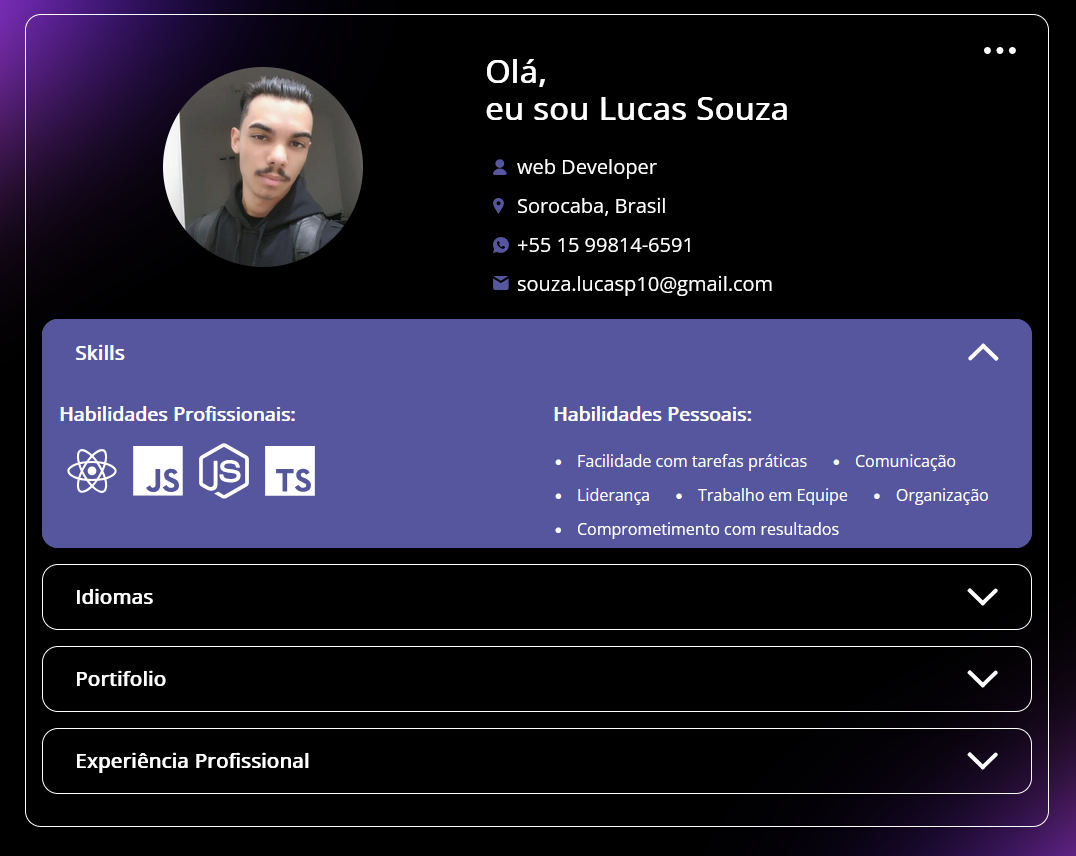 Olá,
eu sou Lucas Souza
web Developer
Sorocaba, Brasil
+55 15 99814-6591
souza.lucasp10@gmail.com
Skills
Habilidades Profissionais:
JS JS TS
Habilidades Pessoais:
• Facilidade com tarefas práticas • Comunicação
• Liderança • Trabalho em Equipe • Organização
• Comprometimento com resultados
Idiomas
Portifolio
Experiência Profissional